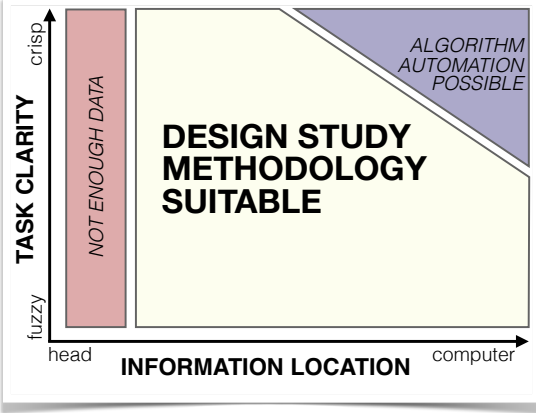 crisp
TASK CLARITY
fuzzy
NOT ENOUGH DATA
DESIGN STUDY
METHODOLOGY
SUITABLE
ALGORITHM
AUTOMATION
POSSIBLE
head
INFORMATION LOCATION
computer